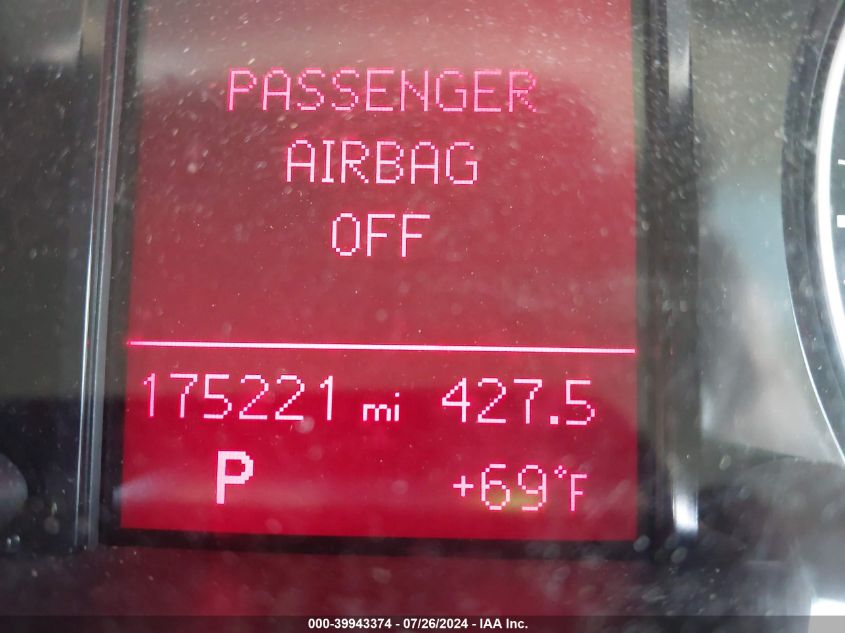 PASSENGER
AIRBAG
OFF
175221 mi 427.5
P +69°F
000-39943374 / 07/26/2024 - IAA Inc.